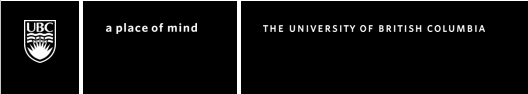 UBC
a place of mind
THE UNIVERSITY OF BRITISH COLUMBIA